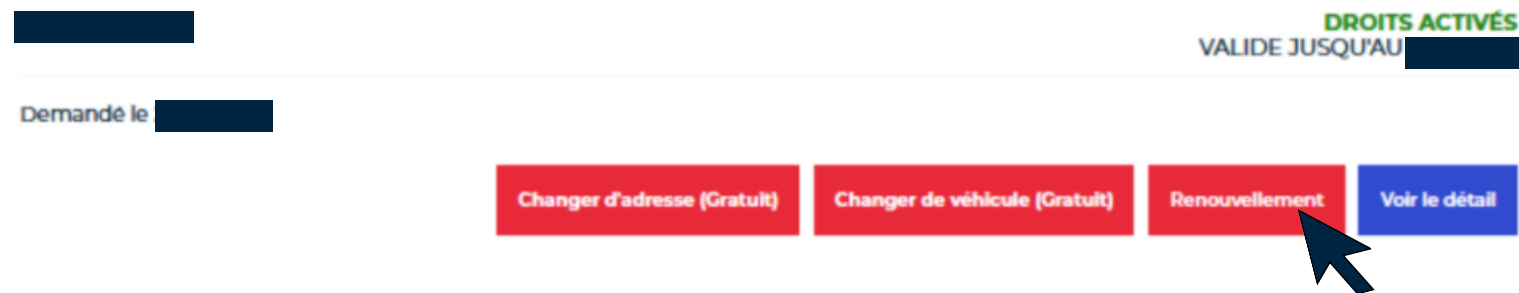 DROITS ACTIVÉS
VALIDE JUSQU'AU
Demandé le
Changer d'adresse (Gratuit)
Changer de véhicule (Gratuit)
Renouvellement
Voir le détail